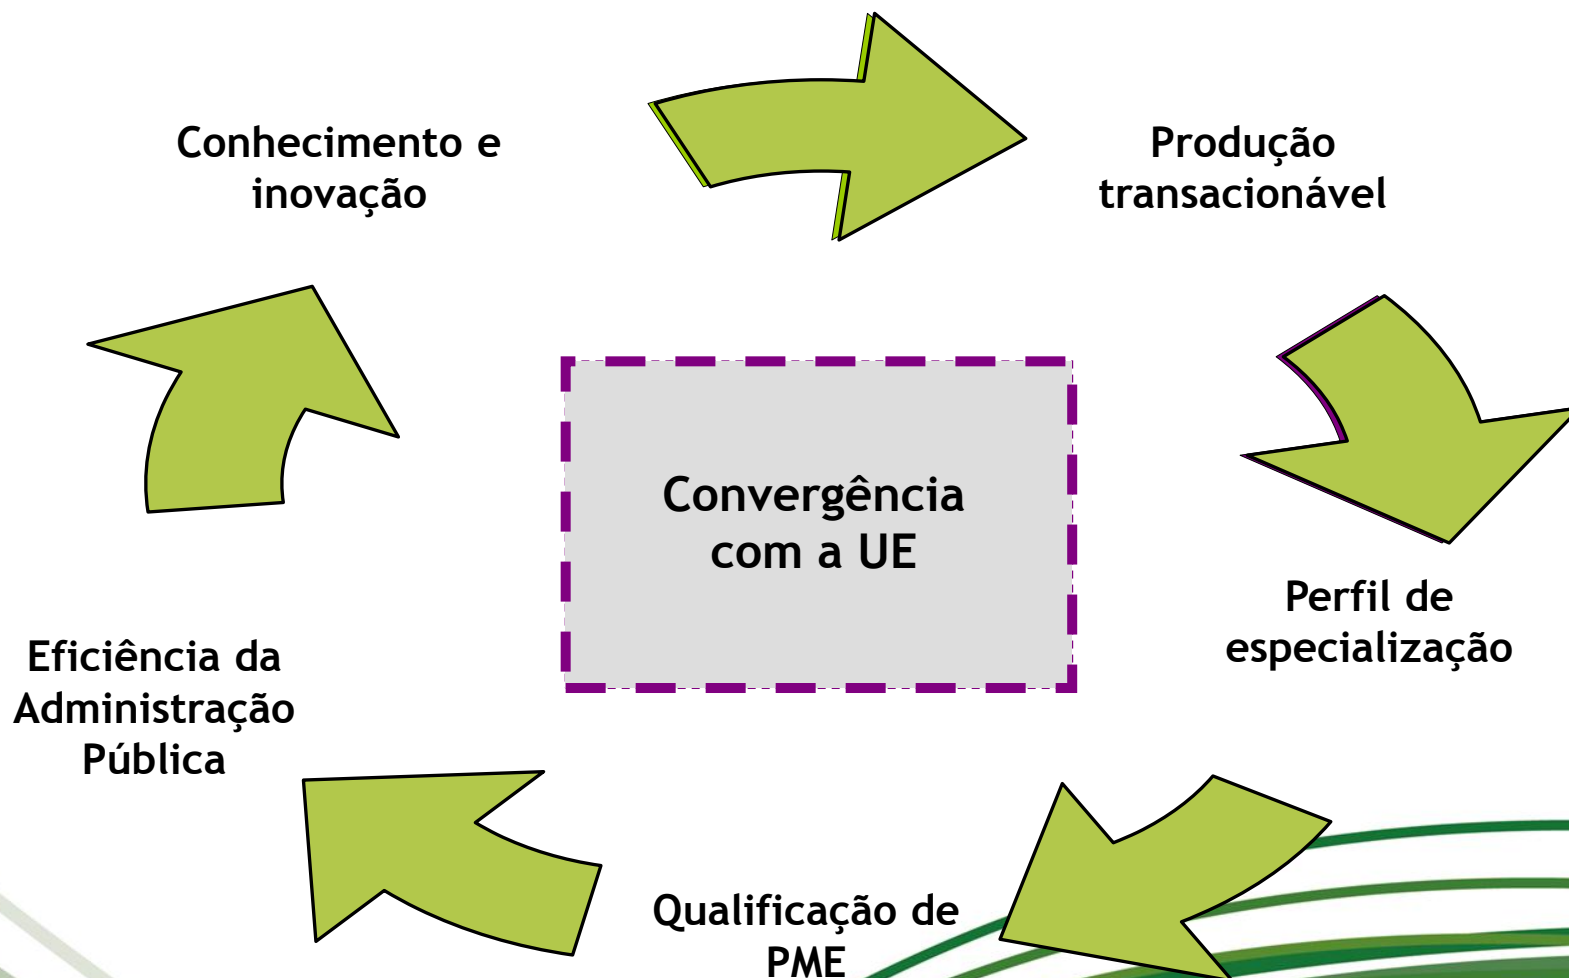 Conhecimento e
inovação
Produção
transacionável
Convergência
com a UE
Perfil de
especialização
Eficiência da
Administração
Pública
Qualificação de
PME